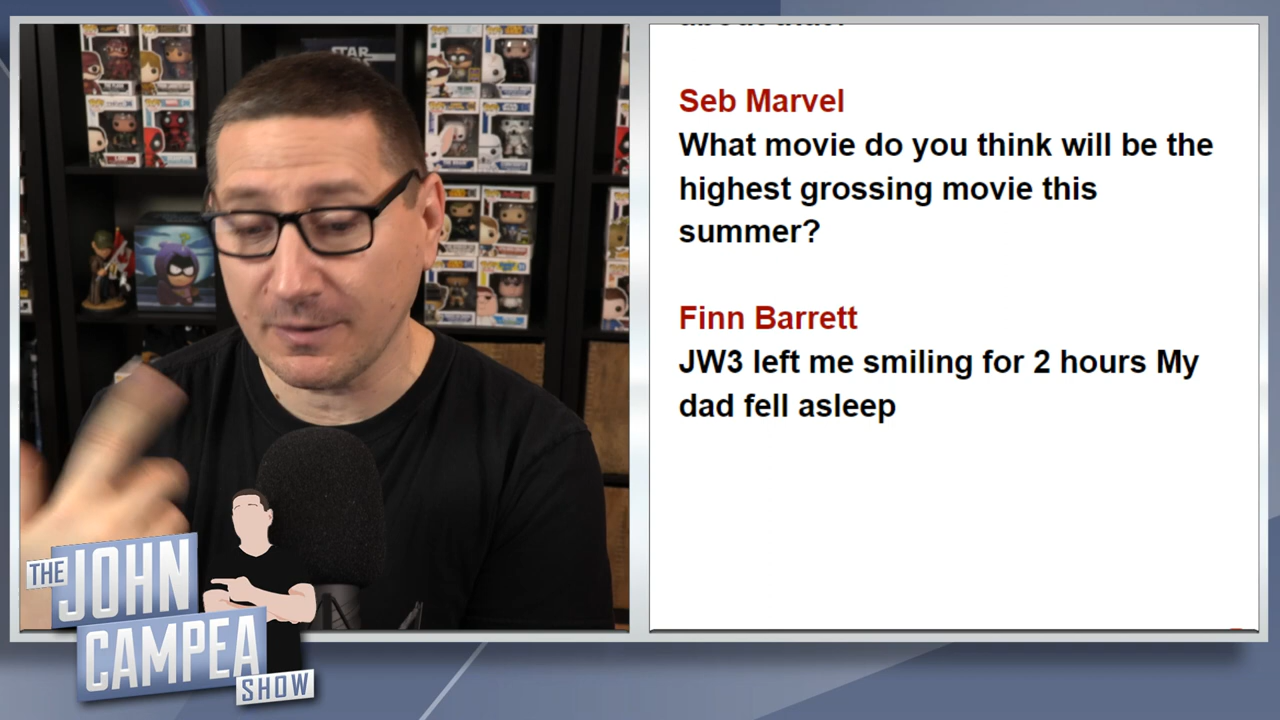 STAR
Seb Marvel
What movie do you think will be the
highest grossing movie this
summer?
Finn Barrett
JW3 left me smiling for 2 hours My
dad fell asleep
THE
JOHN
CAMPEA
SHOW